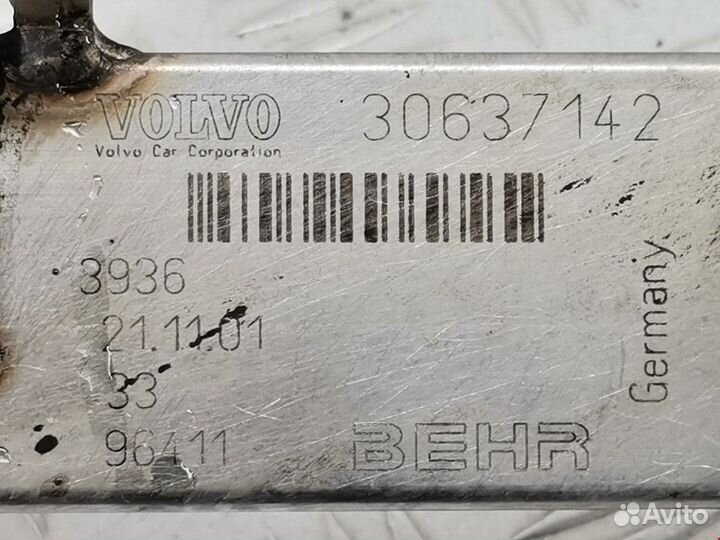 VOLVO 30637142
Volvo Car Corporation
3936
21.11.01
33
96411
BEHR
Germany
Avito